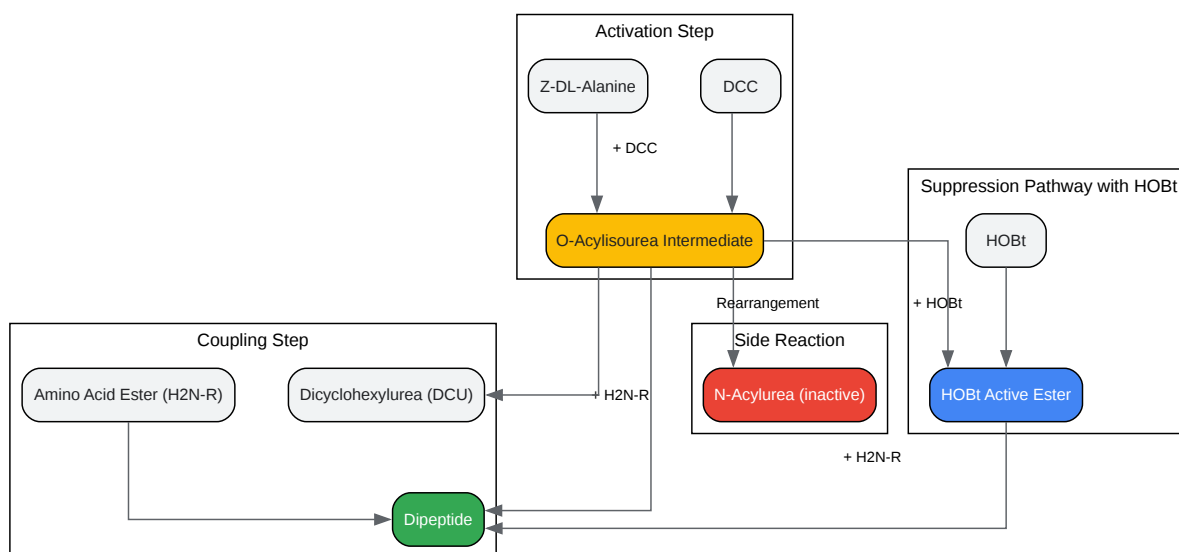 Activation Step
Z-DL-Alanine
DCC
+ DCC
O-Acylisourea Intermediate
Suppression Pathway with HOBt
HOBt
+ HOBt
HOBt Active Ester
Rearrangement
Side Reaction
N-Acylurea (inactive)
Coupling Step
Amino Acid Ester (H2N-R)
Dicyclohexylurea (DCU)
+ H2N-R
+ H2N-R
Dipeptide